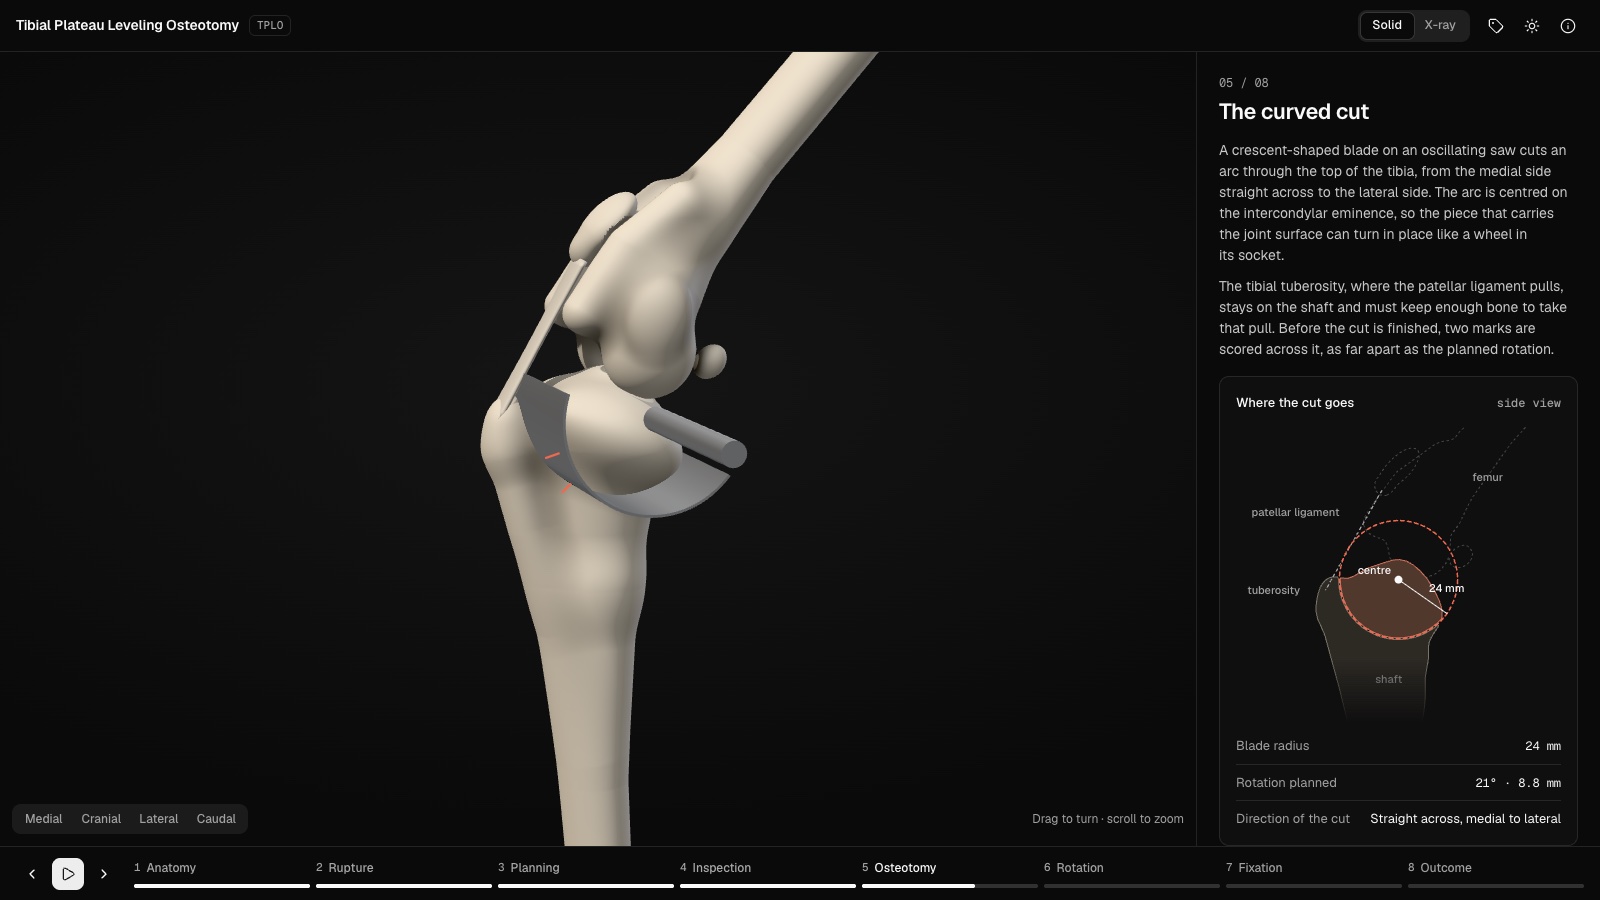 Tibial Plateau Leveling Osteotomy TPLO
Solid X-ray
05 / 08
The curved cut
A crescent-shaped blade on an oscillating saw cuts an
arc through the top of the tibia, from the medial side
straight across to the lateral side. The arc is centred on
the intercondylar eminence, so the piece that carries
the joint surface can turn in place like a wheel in
its socket.
The tibial tuberosity, where the patellar ligament pulls,
stays on the shaft and must keep enough bone to take
that pull. Before the cut is finished, two marks are
scored across it, as far apart as the planned rotation.
Where the cut goes side view
femur
patellar ligament
centre
24 mm
tuberosity
shaft
Blade radius 24 mm
Rotation planned 21° · 8.8 mm
Direction of the cut Straight across, medial to lateral
Medial Cranial Lateral Caudal
Drag to turn · scroll to zoom
1 Anatomy 2 Rupture 3 Planning 4 Inspection 5 Osteotomy 6 Rotation 7 Fixation 8 Outcome